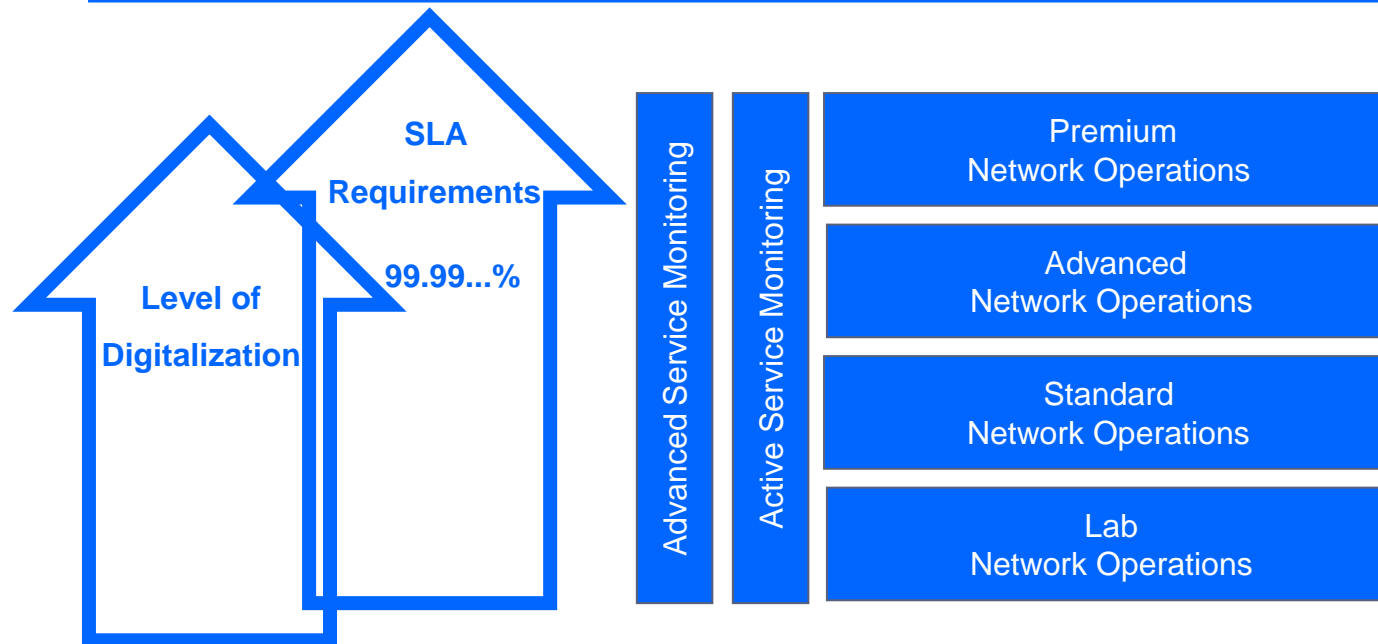 SLA
Requirements
99.99...%
Level of
Digitalization
Advanced Service Monitoring
Active Service Monitoring
Premium
Network Operations
Advanced
Network Operations
Standard
Network Operations
Lab
Network Operations